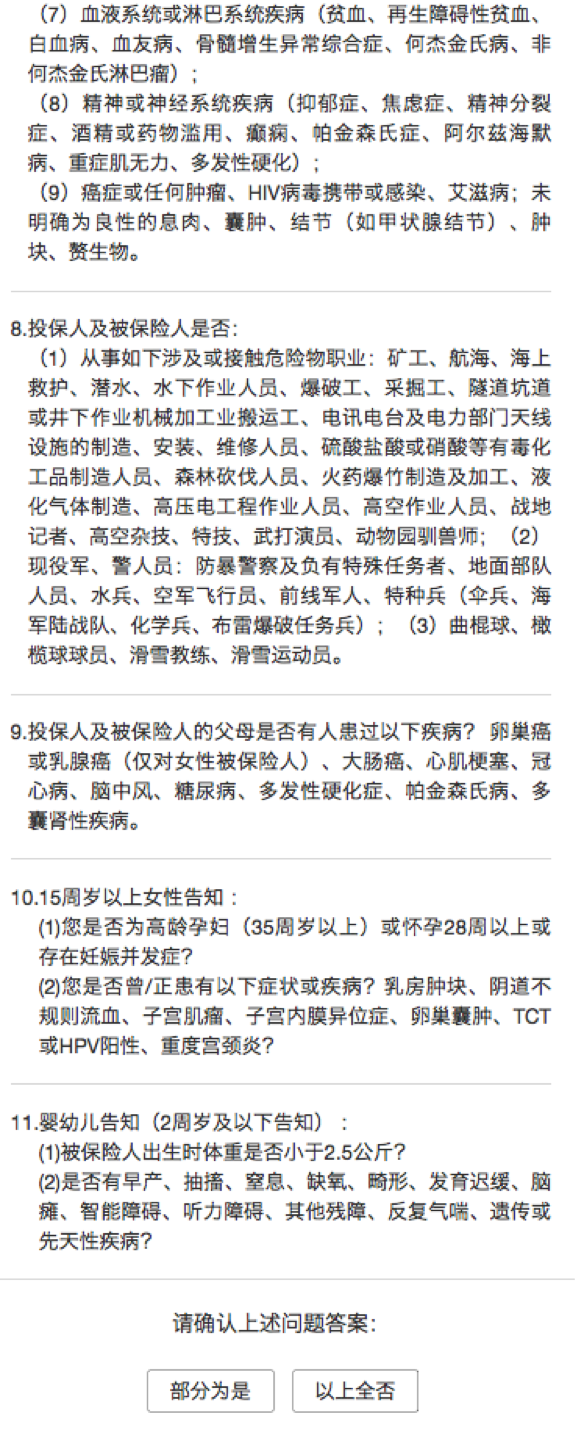 （7）血液系统或淋巴系统疾病（贫血、再生障碍性贫血、
白血病、血友病、骨髓增生异常综合症、何杰金氏病、非
何杰金氏淋巴瘤）；
（8）精神或神经系统疾病（抑郁症、焦虑症、精神分裂
症、酒精或药物滥用、癫痫、帕金森氏症、阿尔兹海默
病、重症肌无力、多发性硬化）；
（9）癌症或任何肿瘤、HIV病毒携带或感染、艾滋病；未
明确为良性的息肉、囊肿、结节（如甲状腺结节）、肿
块、赘生物。
8.投保人及被保险人是否：
（1）从事如下涉及或接触危险物职业：矿工、航海、海上
救护、潜水、水下作业人员、爆破工、采掘工、隧道坑道
或井下作业机械加工业搬运工、电讯电台及电力部门天线
设施的制造、安装、维修人员、硫酸盐酸或硝酸等有毒化
工品制造人员、森林砍伐人员、火药爆竹制造及加工、液
化气体制造、高压电工程作业人员、高空作业人员、战地
记者、高空杂技、特技、武打演员、动物园驯兽师；（2）
现役军、警人员：防暴警察及负有特殊任务者、地面部队
人员、水兵、空军飞行员、前线军人、特种兵（伞兵、海
军陆战队、化学兵、布雷爆破任务兵）；（3）曲棍球、橄
榄球球员、滑雪教练、滑雪运动员。
9.投保人及被保险人的父母是否有人患过以下疾病？ 卵巢癌
或乳腺癌（仅对女性被保险人）、大肠癌、心肌梗塞、冠
心病、脑中风、糖尿病、多发性硬化症、帕金森氏病、多
囊肾性疾病。
10.15周岁以上女性告知：
(1)您是否为高龄孕妇（35周岁以上）或怀孕28周以上或
存在妊娠并发症？
(2)您是否曾/正患有以下症状或疾病？乳房肿块、阴道不
规则流血、子宫肌瘤、子宫内膜异位症、卵巢囊肿、TCT
或HPV阳性、重度宫颈炎？
11.婴幼儿告知（2周岁及以下告知）：
(1)被保险人出生时体重是否小于2.5公斤？
(2)是否有早产、抽搐、窒息、缺氧、畸形、发育迟缓、脑
瘫、智能障碍、听力障碍、其他残障、反复气喘、遗传或
先天性疾病？
请确认上述问题答案：
部分为是 以上全否